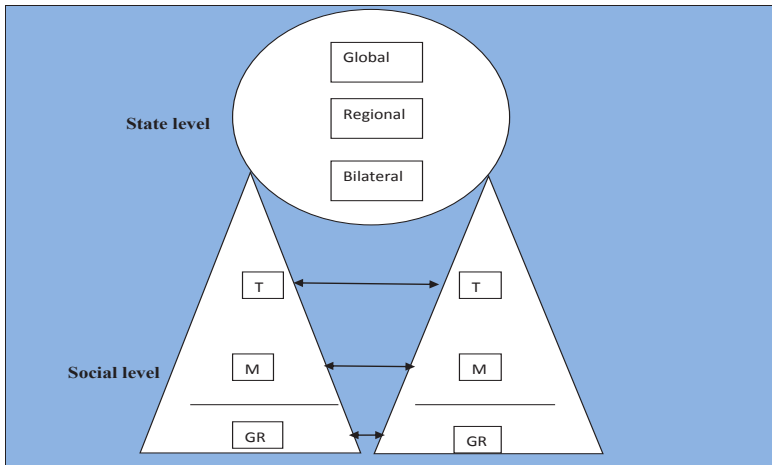 Global
Regional
State level
Bilateral
T
T
M
M
Social level
GR
GR